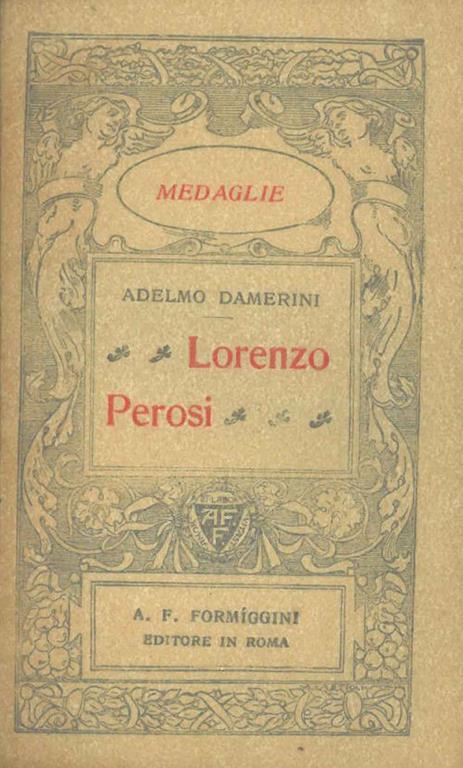 MEDAGLIE
ADELMO DAMERINI
Lorenzo
Perosi
A.F.
F.
A. F. FORMÍGGINI
EDITORE IN ROMA